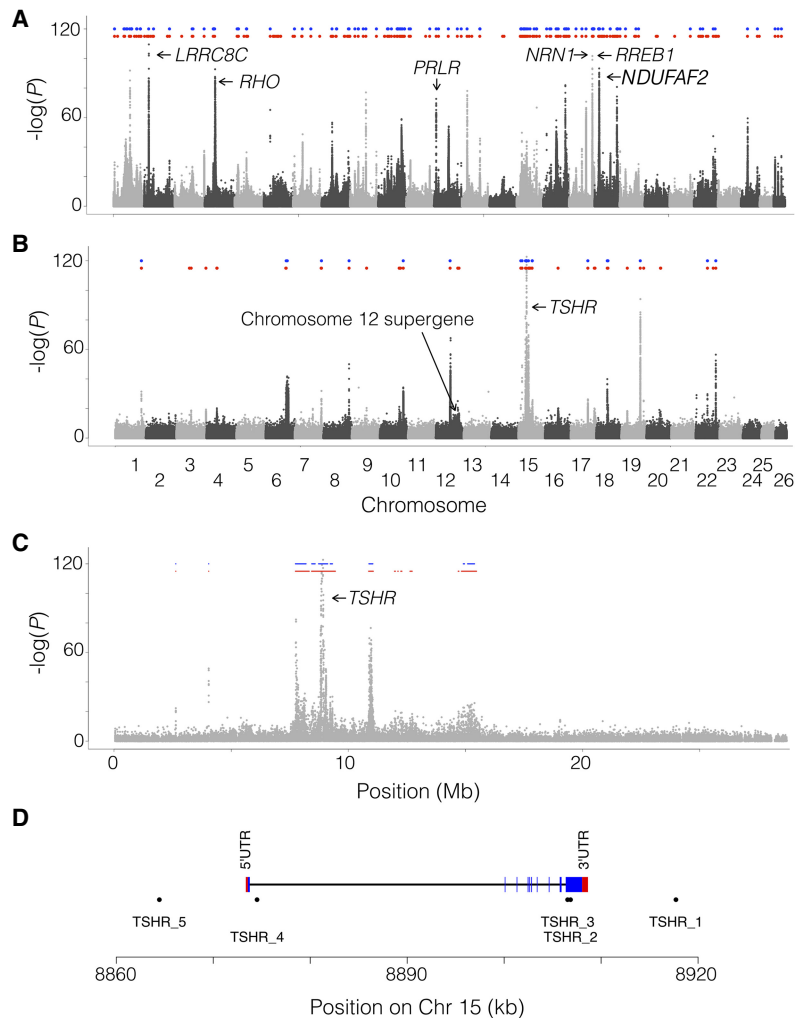 A
120
60
0
-log(P)
LRRC8C
RHO
PRLR
NRN1
RREB1
NDUFAF2
B
120
60
0
-log(P)
Chromosome 12 supergene
TSHR
1 3 5 7 9 11 13 15 17 19 21 23 25
2 4 6 8 10 12 14 16 18 20 22 24 26
Chromosome
C
120
60
0
-log(P)
TSHR
0 10 20
Position (Mb)
D
5'UTR
3'UTR
TSHR_5
TSHR_4
TSHR_3
TSHR_2
TSHR_1
8860 8890 8920
Position on Chr 15 (kb)